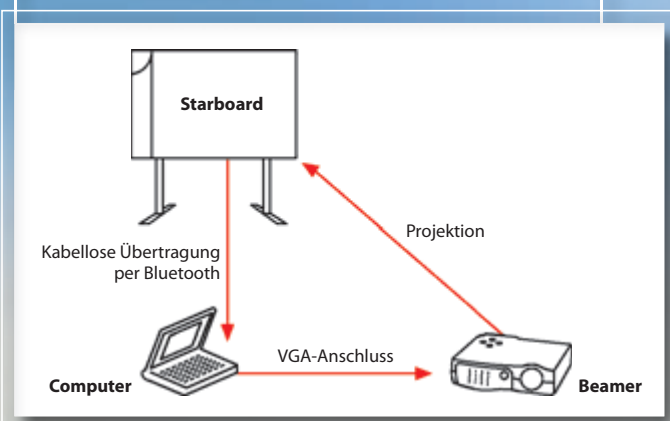 Starboard
Projektion
Kabellose Übertragung
per Bluetooth
VGA-Anschluss
Computer
Beamer